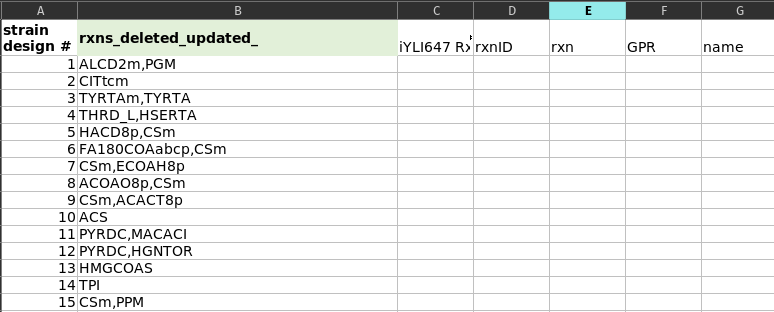 A B C D E F G
strain design # rxns_deleted_updated_ iYLI647 Rx rxnID rxn GPR name
1 ALCD2m,PGM
2 CITtcm
3 TYRTAm,TYRTA
4 THRD_L,HSERTA
5 HACD8p,CSm
6 FA180COAabcp,CSm
7 CSm,ECOAH8p
8 ACOAO8p,CSm
9 CSm,ACACT8p
10 ACS
11 PYRDC,MACACI
12 PYRDC,HGNTOR
13 HMGCOAS
14 TPI
15 CSm,PPM